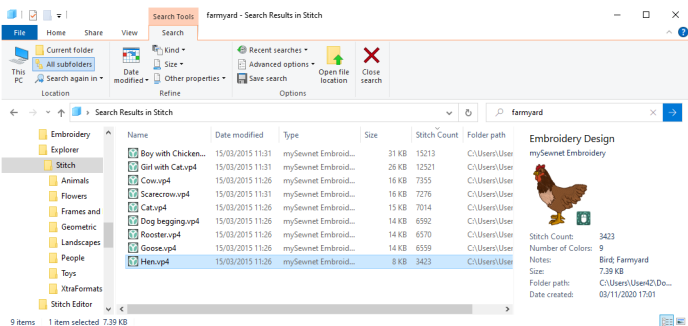 Search Tools
farmyard - Search Results in Stitch
File Home Share View Search
This PC
Current folder
All subfolders
Search again in
Location
Date modified
Kind
Size
Other properties
Refine
Recent searches
Advanced options
Save search
Open file location
Options
Close search
Search Results in Stitch
farmyard
Embroidery
Explorer
Stitch
Animals
Flowers
Frames and
Geometric
Landscapes
People
Toys
XtraFormats
Stitch Editor
Name Date modified Type Size Stitch Count Folder path
Boy with Chicken... 15/03/2015 11:31 mySewnet Embroid... 31 KB 15213 C:\Users\User
Girl with Cat.vp4 15/03/2015 11:31 mySewnet Embroid... 26 KB 12521 C:\Users\User
Cow.vp4 15/03/2015 11:26 mySewnet Embroid... 16 KB 7355 C:\Users\User
Scarecrow.vp4 15/03/2015 11:31 mySewnet Embroid... 16 KB 7276 C:\Users\User
Cat.vp4 15/03/2015 11:26 mySewnet Embroid... 15 KB 7014 C:\Users\User
Dog begging.vp4 15/03/2015 11:26 mySewnet Embroid... 14 KB 6592 C:\Users\User
Rooster.vp4 15/03/2015 11:26 mySewnet Embroid... 14 KB 6570 C:\Users\User
Goose.vp4 15/03/2015 11:26 mySewnet Embroid... 14 KB 6559 C:\Users\User
Hen.vp4 15/03/2015 11:26 mySewnet Embroid... 8 KB 3423 C:\Users\User
Embroidery Design
mySewnet Embroidery
Stitch Count: 3423
Number of Colors: 9
Notes: Bird; Farmyard
Size: 7.39 KB
Folder path: C:\Users\User42\Do...
Date created: 03/11/2020 17:01
9 items 1 item selected 7.39 KB